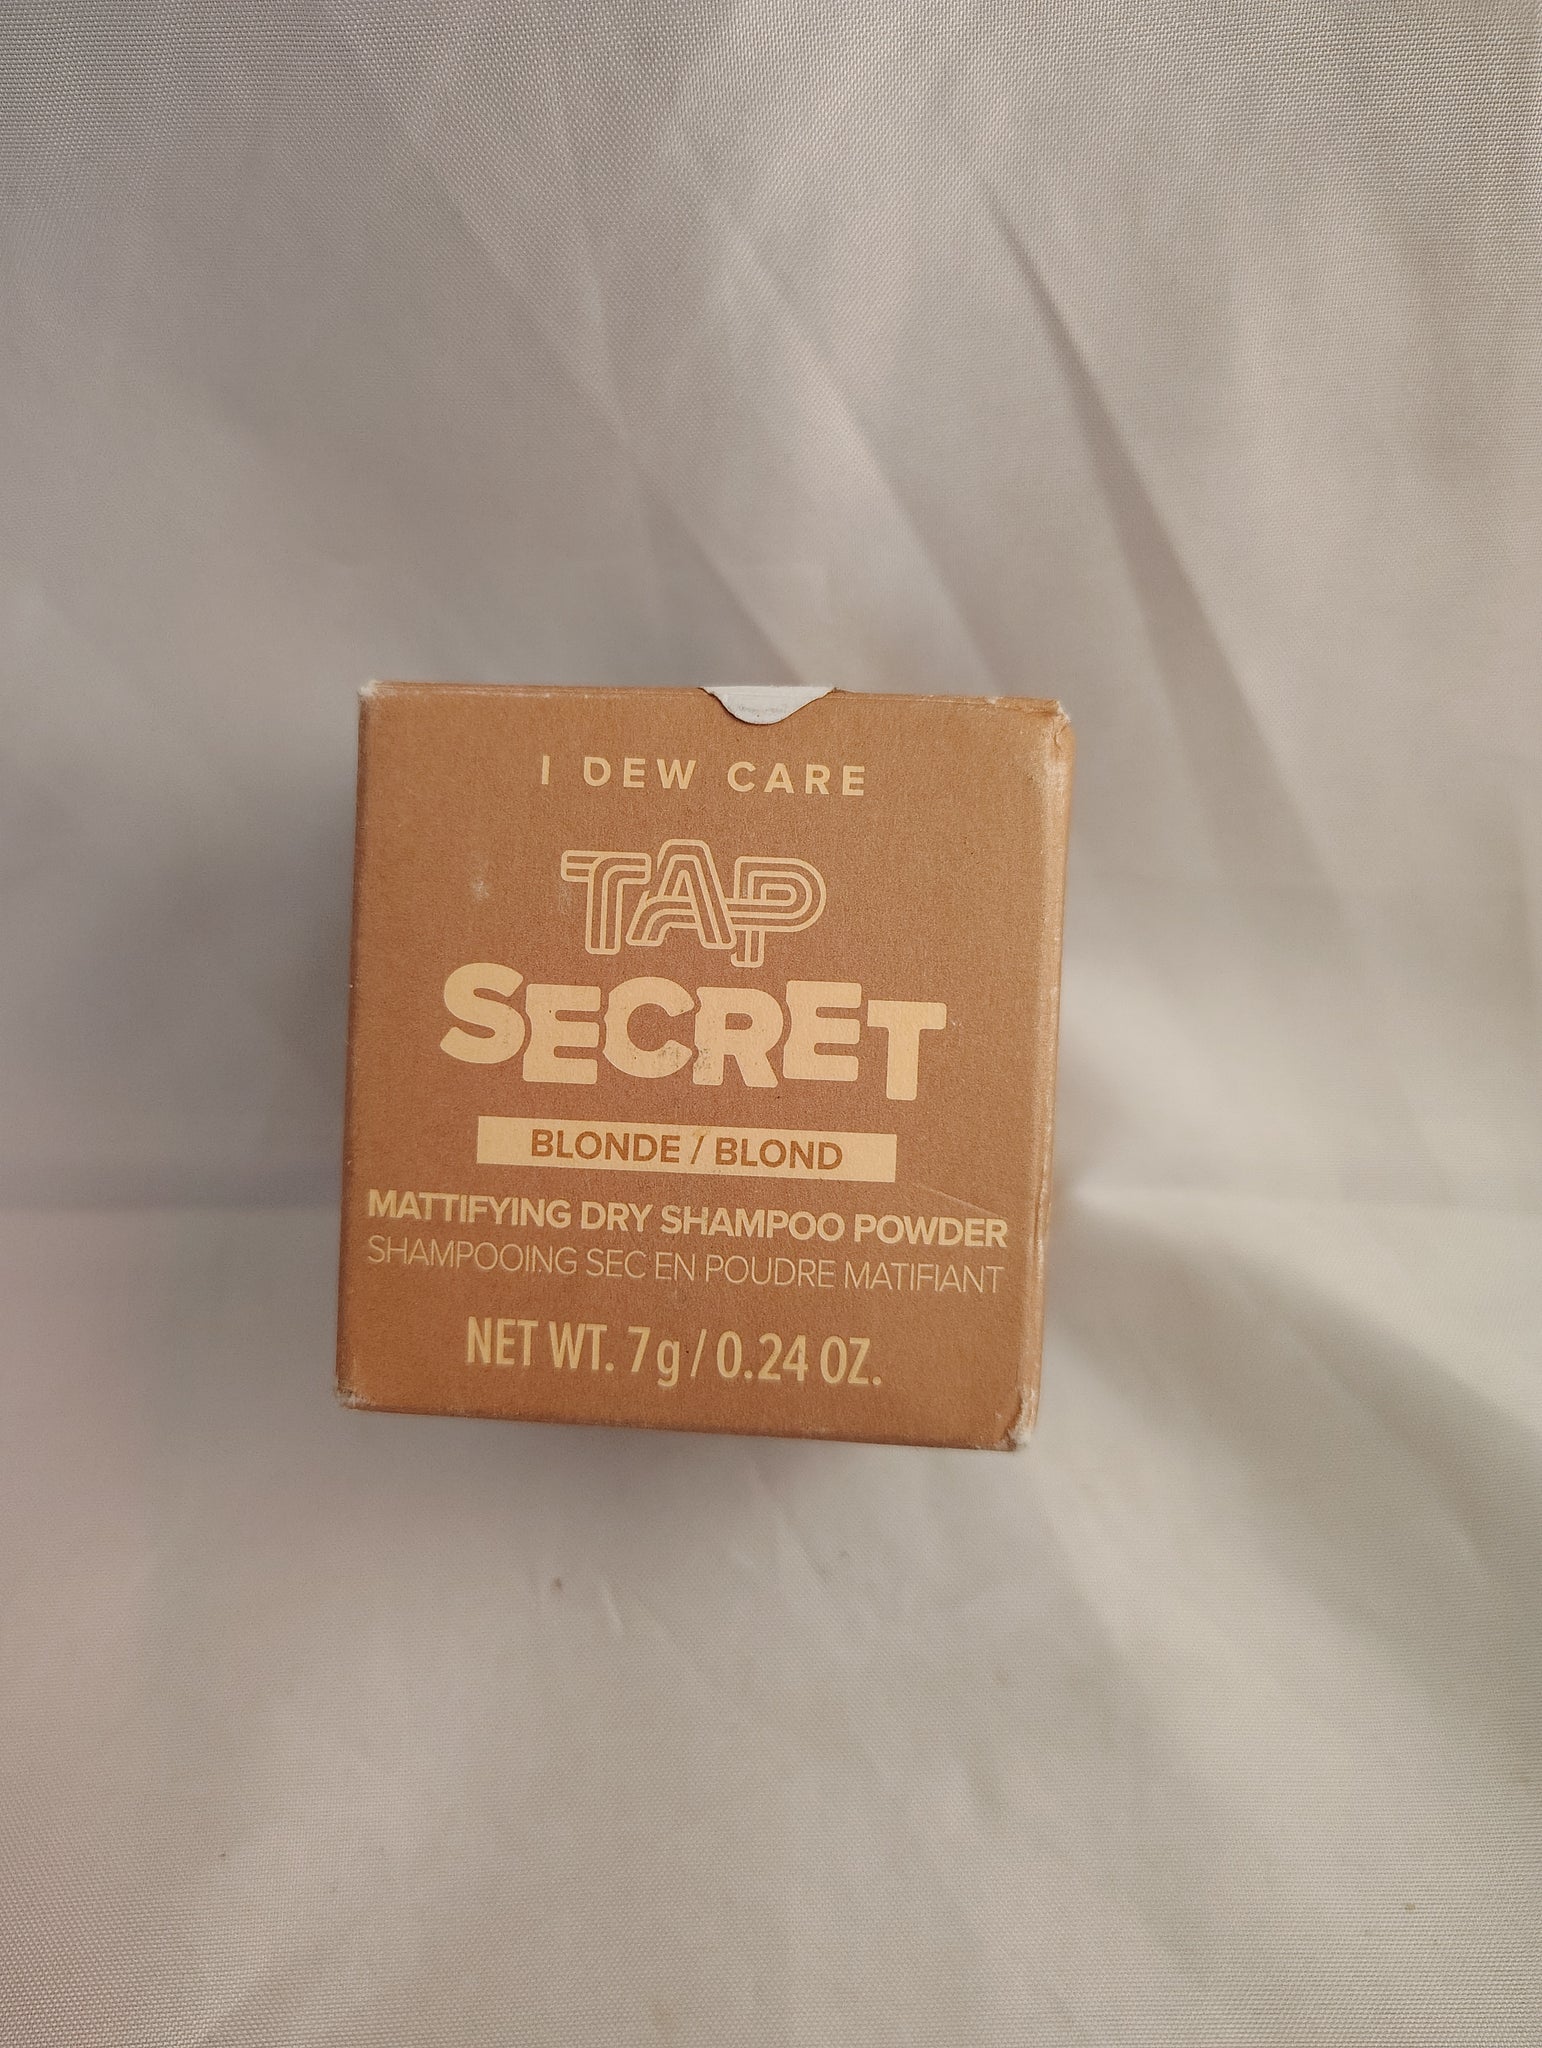 I DEW CARE
TAP
SECRET
BLONDE / BLOND
MATTIFYING DRY SHAMPOO POWDER
SHAMPOOING SEC EN POUDRE MATIFIANT
NET WT. 7g / 0.24 OZ.